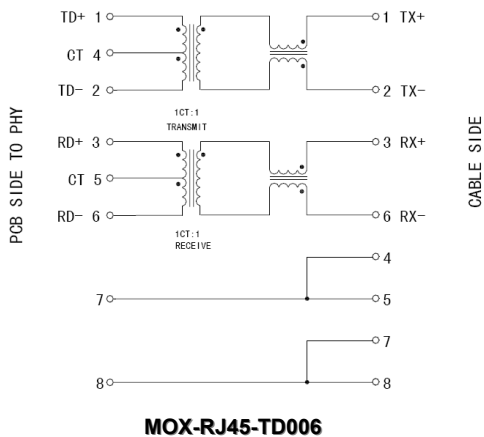 TD+ 1
1 TX+
CT 4
TD- 2
2 TX-
1CT:1
TRANSMIT
RD+ 3
3 RX+
CT 5
RD- 6
6 RX-
1CT:1
RECEIVE
PCB SIDE TO PHY
CABLE SIDE
4
7
5
7
8
8
MOX-RJ45-TD006